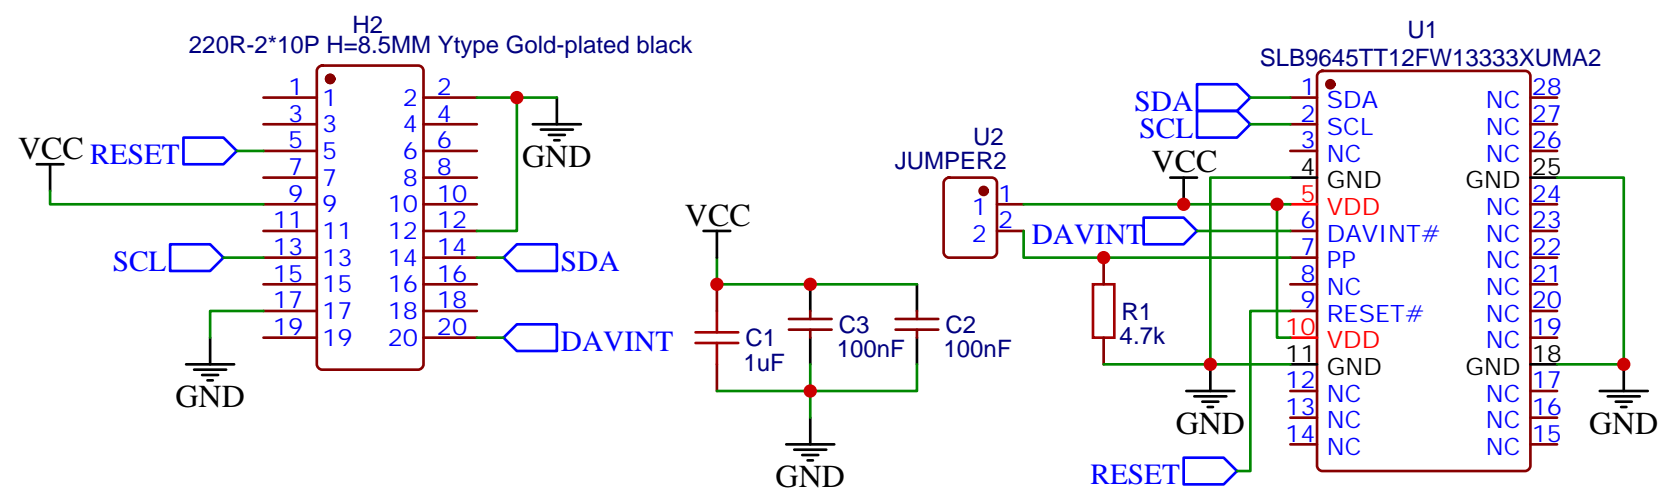 H2
220R-2*10P H=8.5MM Ytype Gold-plated black
1 1 2 2
3 3 4 4
5 5 6 6
7 7 8 8
9 9 10 10
11 11 12 12
13 13 14 14
15 15 16 16
17 17 18 18
19 19 20 20
VCC
RESET
SCL
GND
GND
SDA
DAVINT
VCC
C1
1uF
C3
100nF
C2
100nF
GND
U2
JUMPER2
1 1
2 2
VCC
DAVINT
R1
4.7k
GND
RESET
SDA
SCL
U1
SLB9645TT12FW13333XUMA2
1 SDA NC 28
2 SCL NC 27
3 NC NC 26
4 GND GND 25
5 VDD NC 24
6 DAVINT# NC 23
7 PP NC 22
8 NC NC 21
9 RESET# NC 20
10 VDD NC 19
11 GND GND 18
12 NC NC 17
13 NC NC 16
14 NC NC 15
GND